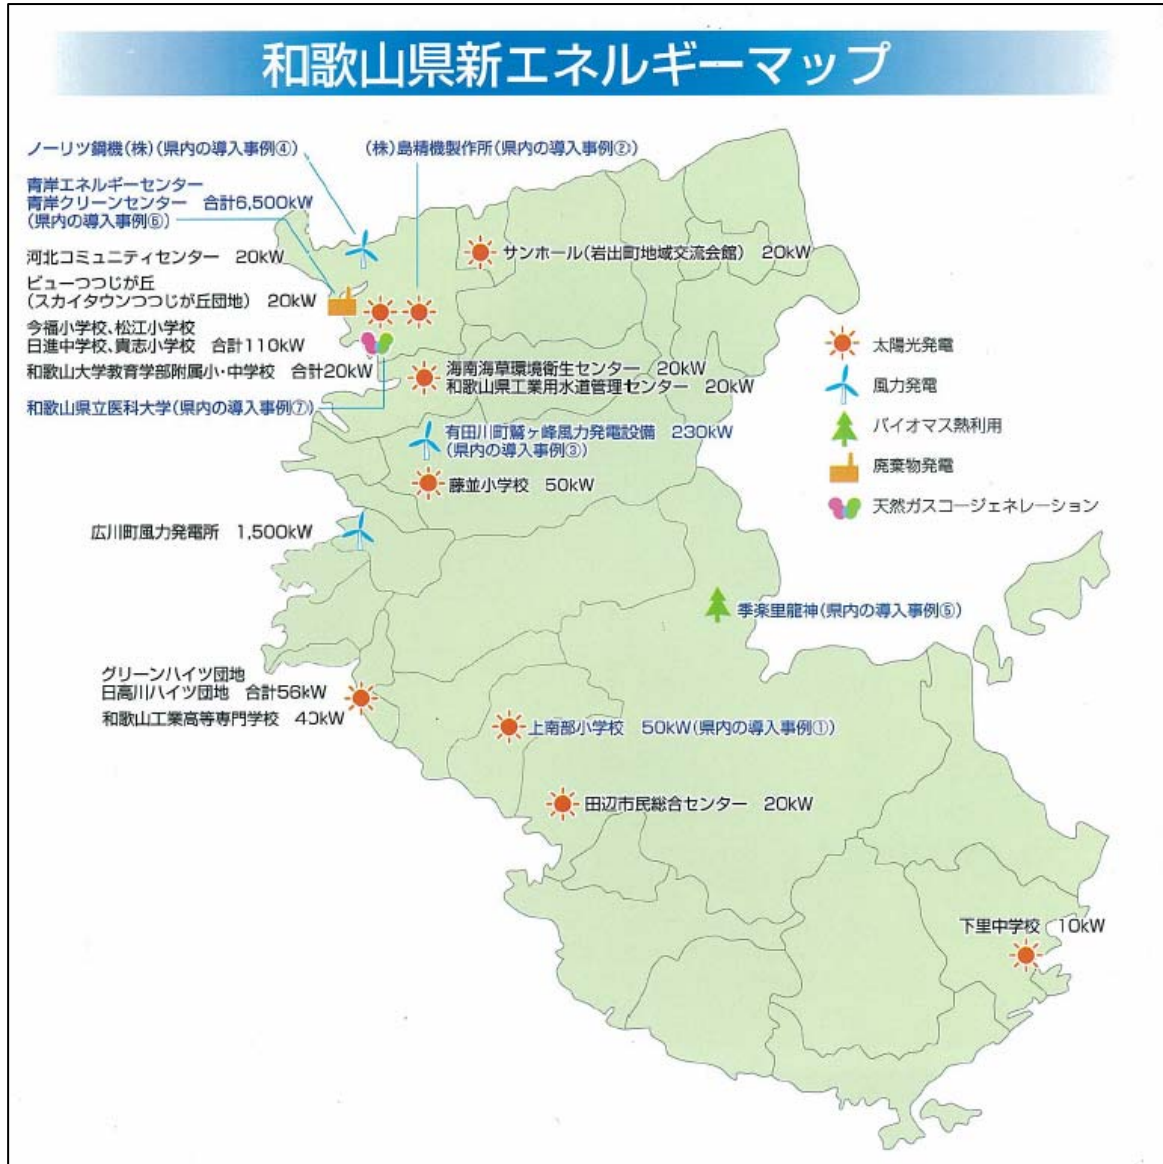 和歌山県新エネルギーマップ
ノーリツ鋼機(株)(県内の導入事例④)
(株)島精機製作所(県内の導入事例②)
青岸エネルギーセンター
青岸クリーンセンター 合計6,500kW
(県内の導入事例⑥)
河北コミュニティセンター 20kW
サンホール(岩出町地域交流会館) 20kW
ビューつつじが丘
(スカイタウンつつじが丘団地) 20kW
今福小学校、松江小学校
日進中学校、貴志小学校 合計110kW
和歌山大学教育学部附属小・中学校 合計20kW
海南海草環境衛生センター 20kW
和歌山県工業用水道管理センター 20kW
和歌山県立医科大学(県内の導入事例⑦)
有田川町鷲ヶ峰風力発電設備 230kW
(県内の導入事例③)
藤並小学校 50kW
太陽光発電
風力発電
バイオマス熱利用
廃棄物発電
天然ガスコージェネレーション
広川町風力発電所 1,500kW
季楽里龍神(県内の導入事例⑤)
グリーンハイツ団地
日高川ハイツ団地 合計56kW
和歌山工業高等専門学校 40kW
上南部小学校 50kW(県内の導入事例①)
田辺市民総合センター 20kW
下里中学校 10kW